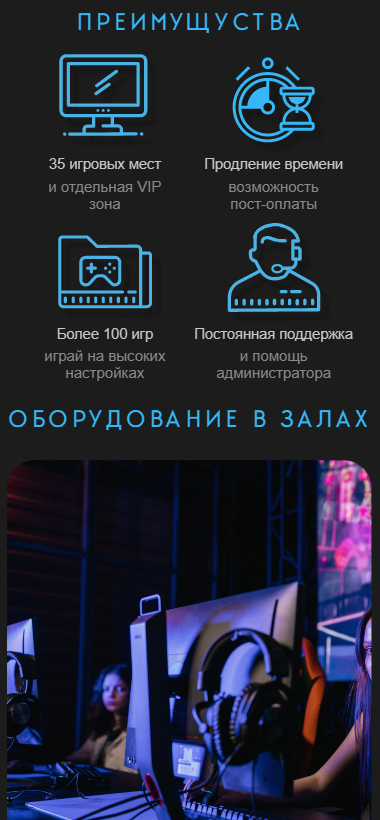 ПРЕИМУЩУСТВА
35 игровых мест
и отдельная VIP
зона
Продление времени
возможность
пост-оплаты
Более 100 игр
играй на высоких
настройках
Постоянная поддержка
и помощь
администратора
ОБОРУДОВАНИЕ В ЗАЛАХ